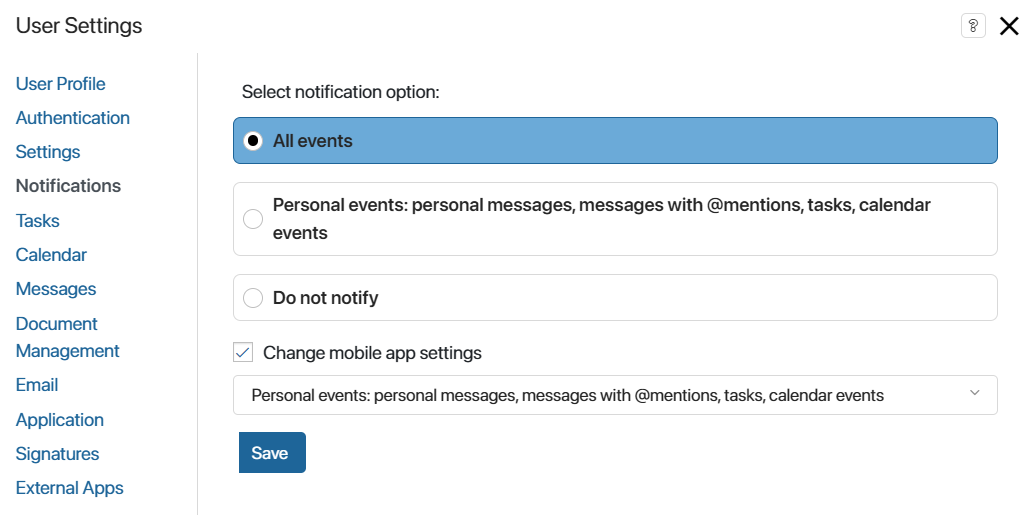 User Settings
?
User Profile
Authentication
Settings
Notifications
Tasks
Calendar
Messages
Document
Management
Email
Application
Signatures
External Apps
Select notification option:
All events
Personal events: personal messages, messages with @mentions, tasks, calendar
events
Do not notify
Change mobile app settings
Personal events: personal messages, messages with @mentions, tasks, calendar events
Save